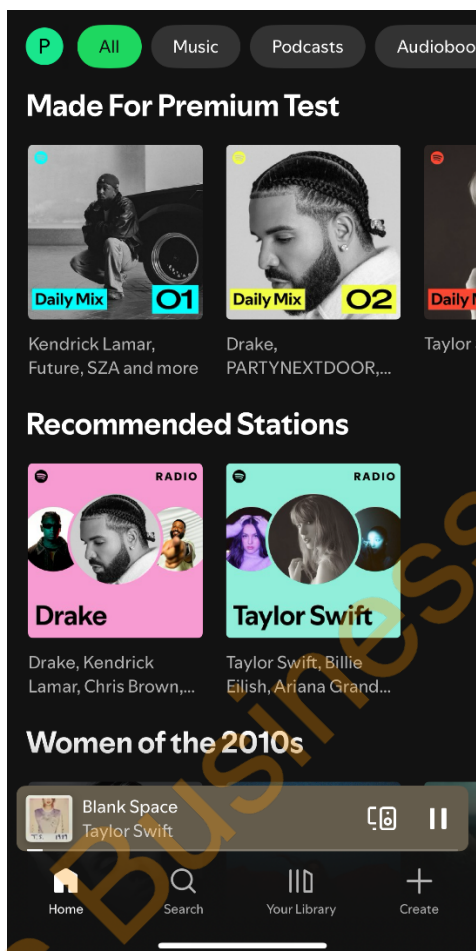 P
All
Music
Podcasts
Audioboo
Made For Premium Test
Daily Mix 01
Daily Mix 02
Daily M
Kendrick Lamar,
Future, SZA and more
Drake,
PARTYNEXTDOOR,...
Taylor
Recommended Stations
RADIO
Drake
RADIO
Taylor Swift
Drake, Kendrick
Lamar, Chris Brown,...
Taylor Swift, Billie
Eilish, Ariana Grand...
Women of the 2010s
T. S. 1989
Blank Space
Taylor Swift
Home
Search
Your Library
Create
s Business